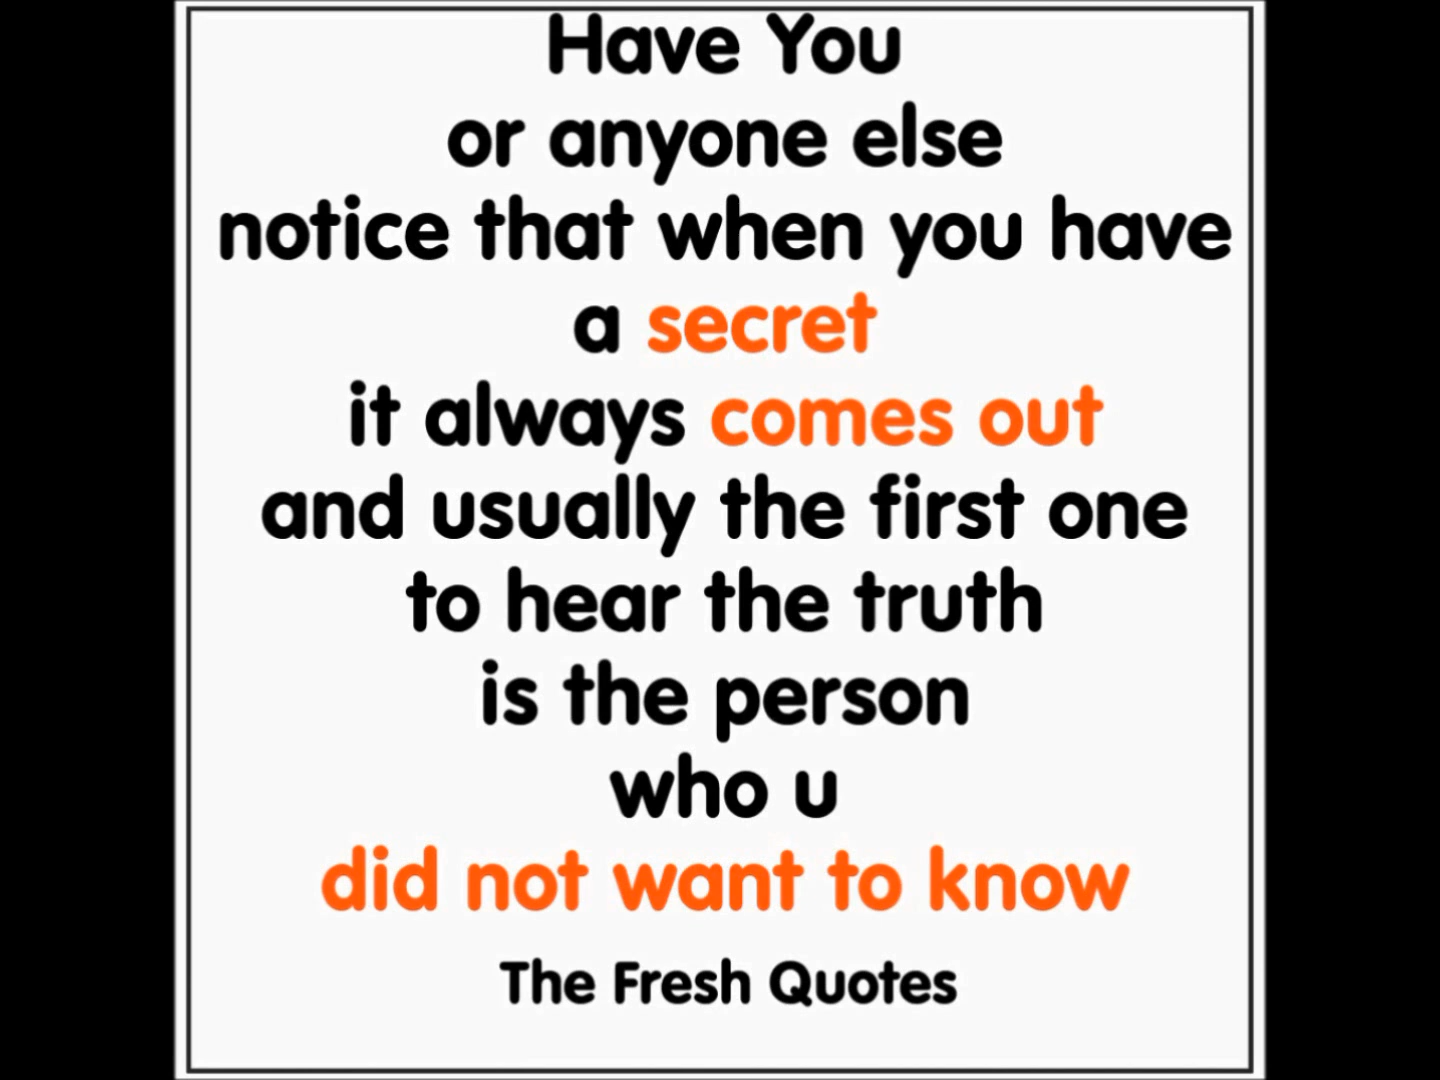 Have You
or anyone else
notice that when you have
a secret
it always comes out
and usually the first one
to hear the truth
is the person
who u
did not want to know
The Fresh Quotes